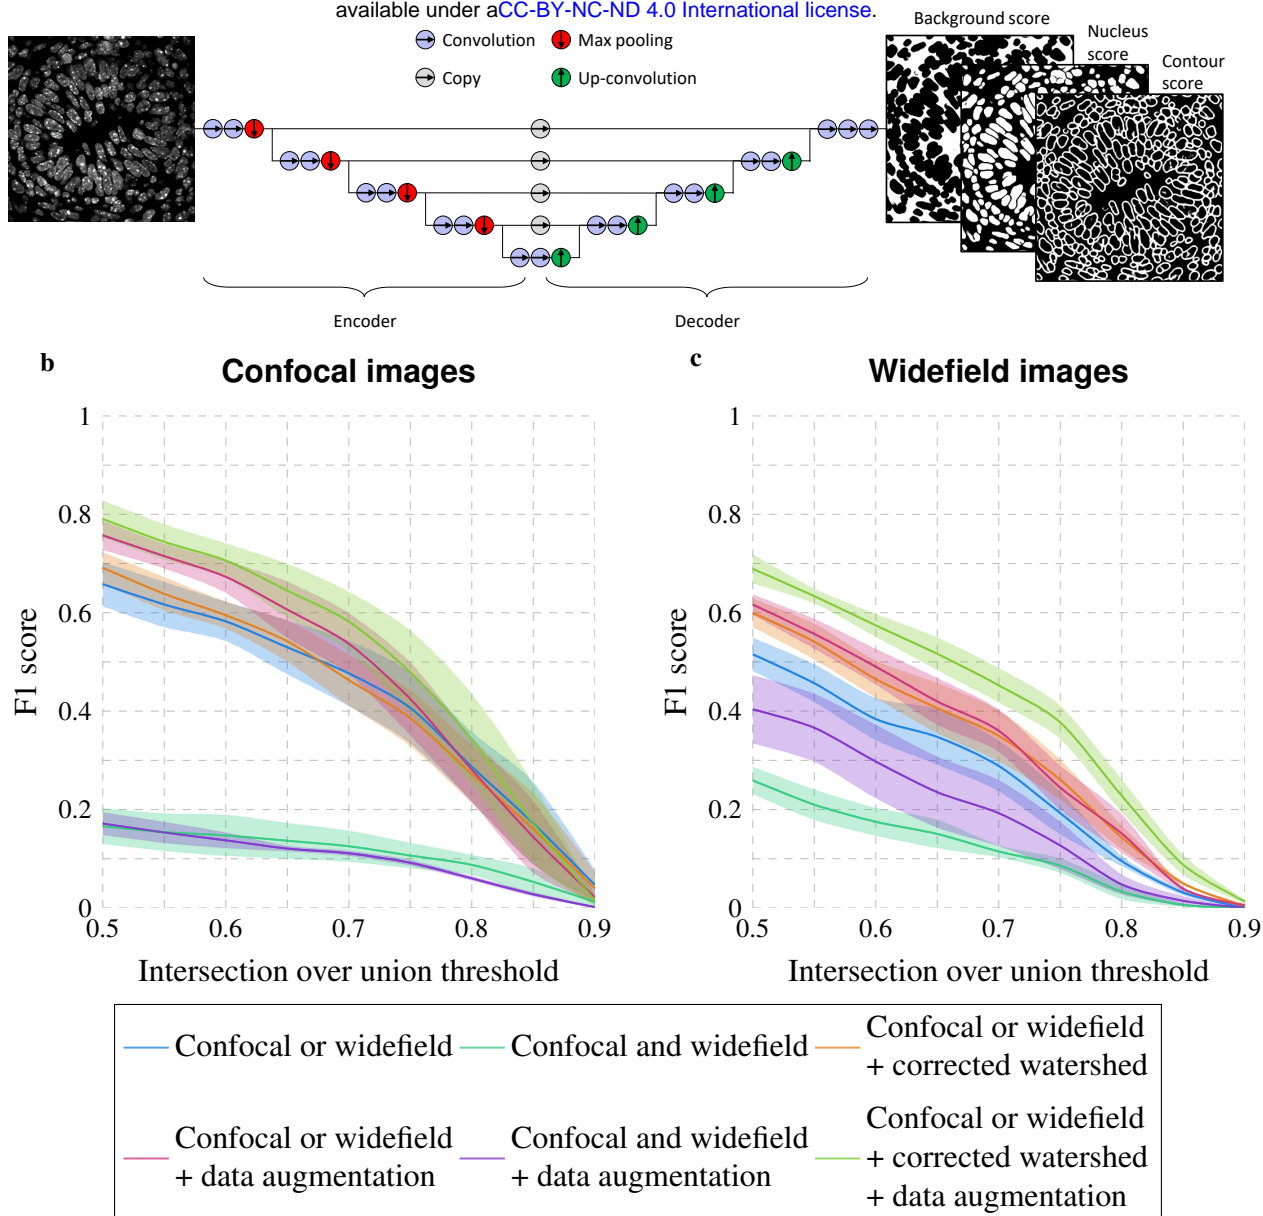 available under aCC-BY-NC-ND 4.0 International license.
Convolution
Max pooling
Copy
Up-convolution
Background score
Nucleus
score
Contour
score
Encoder
Decoder
b
Confocal images
1
0.8
0.6
0.4
0.2
0
0.5
0.6
0.7
0.8
0.9
F1 score
Intersection over union threshold
c
Widefield images
1
0.8
0.6
0.4
0.2
0
0.5
0.6
0.7
0.8
0.9
F1 score
Intersection over union threshold
Confocal or widefield
Confocal and widefield
Confocal or widefield
+ corrected watershed
Confocal or widefield
+ data augmentation
Confocal and widefield
+ data augmentation
Confocal or widefield
+ corrected watershed
+ data augmentation